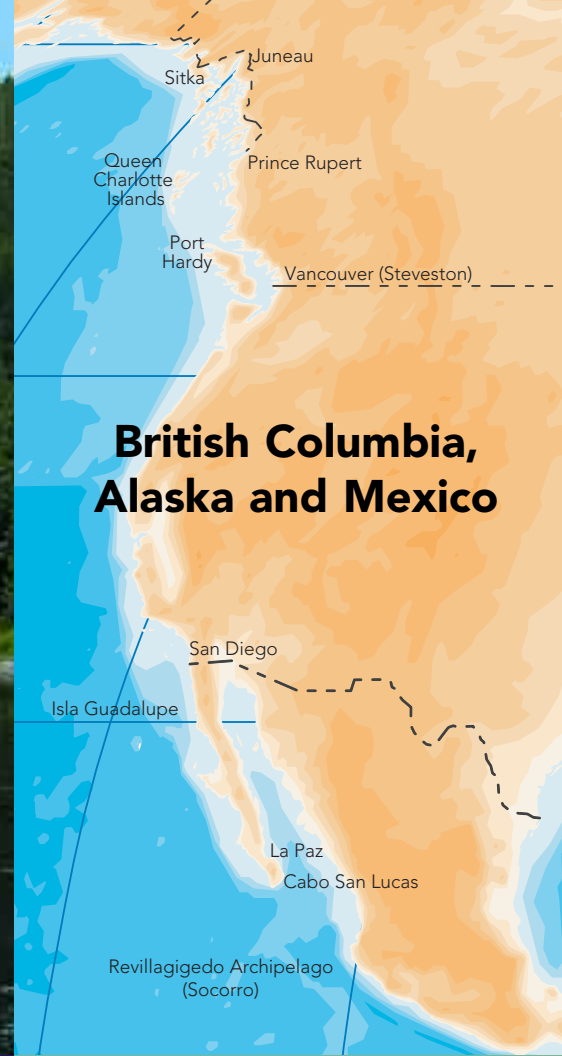 Juneau
Sitka
Queen
Charlotte
Islands
Prince Rupert
Port
Hardy
Vancouver (Steveston)
British Columbia,
Alaska and Mexico
San Diego
Isla Guadalupe
La Paz
Cabo San Lucas
Revillagigedo Archipelago
(Socorro)